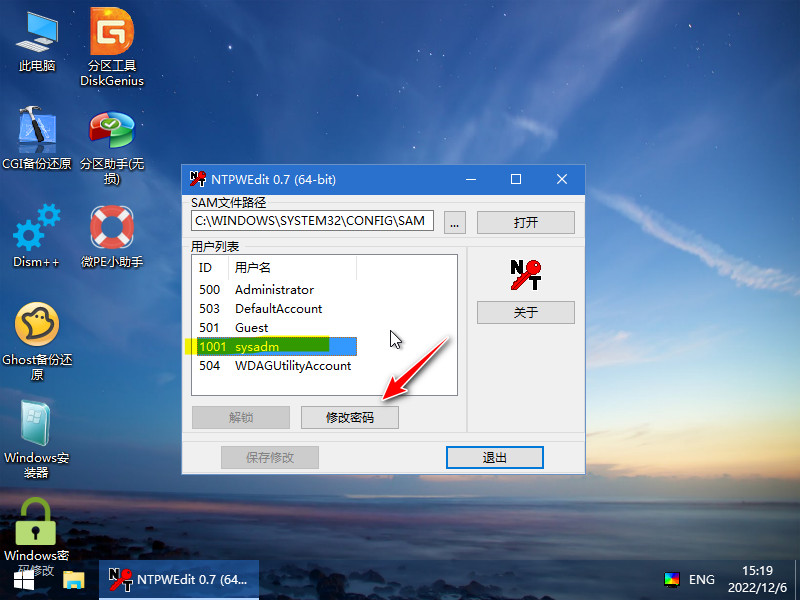 此电脑
分区工具
DiskGenius
CGI备份还原
分区助手(无
损)
Dism++
微PE小助手
Ghost备份还
原
Windows安
装器
Windows密
码修改
NTPWEdit 0.7 (64-bit)
SAM文件路径
C:\WINDOWS\SYSTEM32\CONFIG\SAM
...
打开
用户列表
ID 用户名
500 Administrator
503 DefaultAccount
501 Guest
1001 sysadm
504 WDAGUtilityAccount
N
T
关于
解锁
修改密码
保存修改
退出
NTPWEdit 0.7 (64...
ENG
15:19
2022/12/6